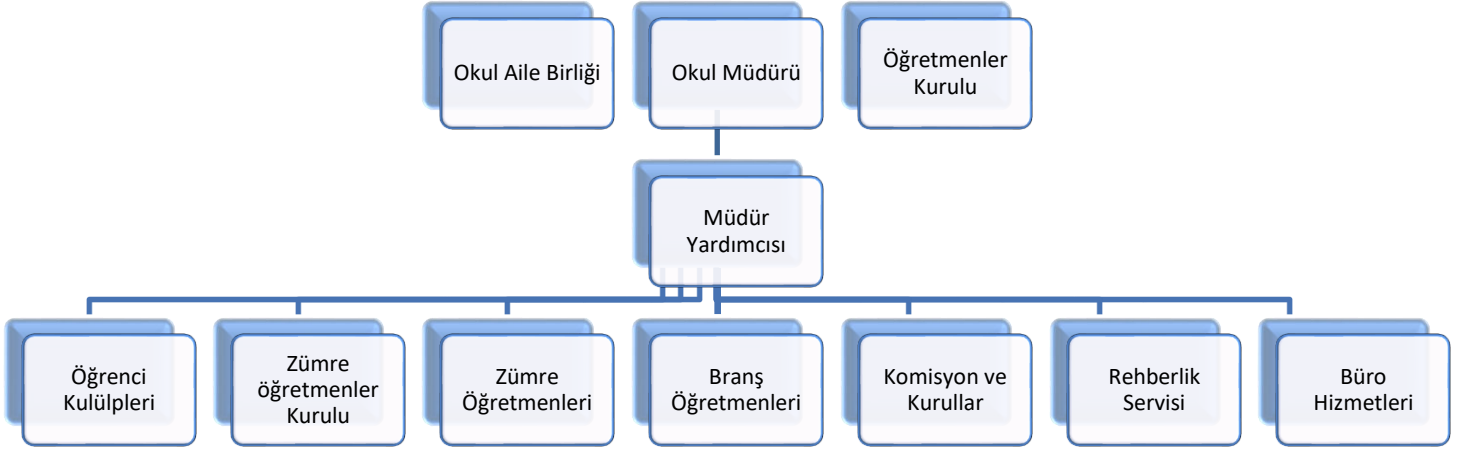 Okul Aile Birliği
Okul Müdürü
Öğretmenler
Kurulu
Müdür
Yardımcısı
Öğrenci
Kulülpleri
Zümre
öğretmenler
Kurulu
Zümre
Öğretmenleri
Branş
Öğretmenleri
Komisyon ve
Kurullar
Rehberlik
Servisi
Büro
Hizmetleri